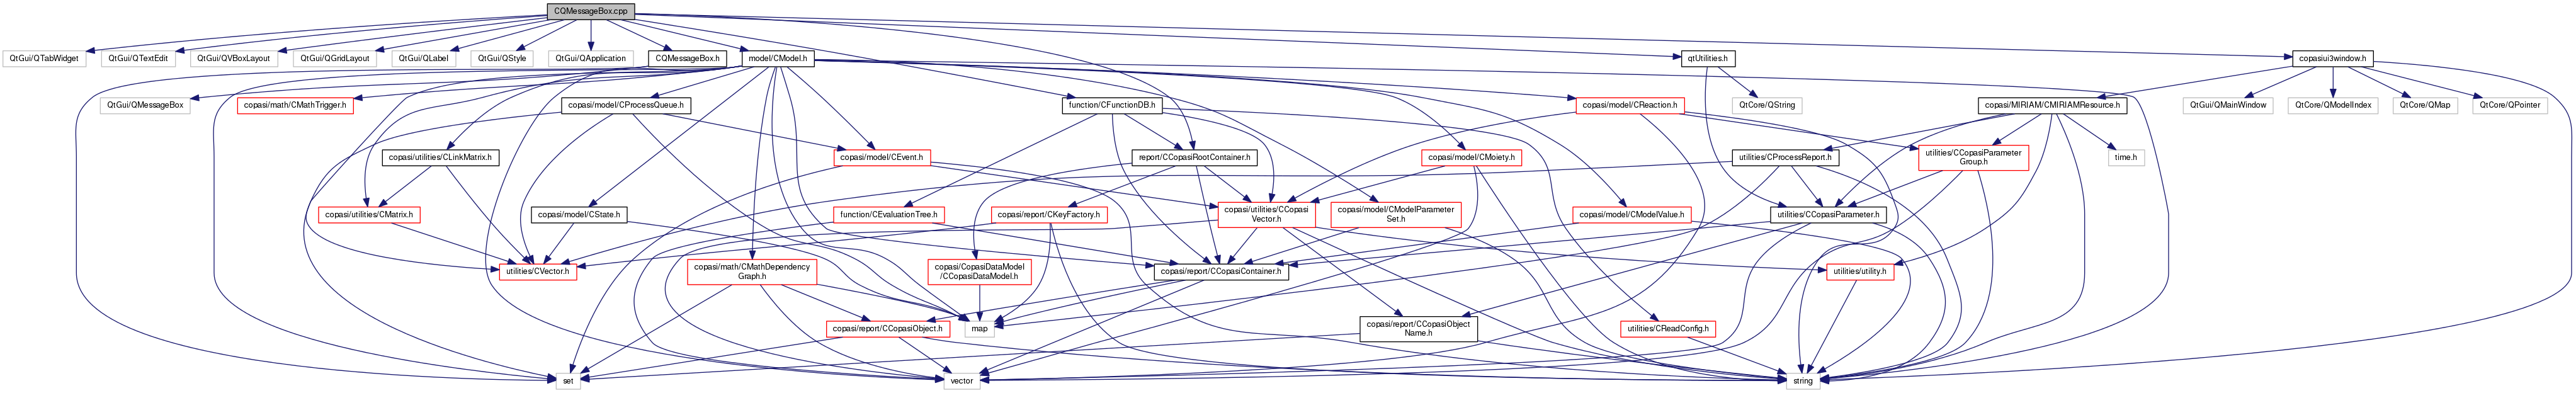 CQMessageBox.cpp
QtGui/QTabWidget
QtGui/QTextEdit
QtGui/QVBoxLayout
QtGui/QGridLayout
QtGui/QLabel
QtGui/QStyle
QtGui/QApplication
CQMessageBox.h
model/CModel.h
qtUtilities.h
copasiui3window.h
QtGui/QMessageBox
copasi/math/CMathTrigger.h
copasi/model/CProcessQueue.h
function/CFunctionDB.h
copasi/model/CReaction.h
QtCore/QString
copasi/MIRIAM/CMIRIAMResource.h
QtGui/QMainWindow
QtCore/QModelIndex
QtCore/QMap
QtCore/QPointer
copasi/utilities/CLinkMatrix.h
copasi/model/CEvent.h
report/CCopasiRootContainer.h
copasi/model/CMoiety.h
utilities/CProcessReport.h
utilities/CCopasiParameter
Group.h
time.h
copasi/utilities/CMatrix.h
copasi/model/CState.h
function/CEvaluationTree.h
copasi/report/CKeyFactory.h
copasi/utilities/CCopasi
Vector.h
copasi/model/CModelParameter
Set.h
copasi/model/CModelValue.h
utilities/CCopasiParameter.h
utilities/CVector.h
copasi/math/CMathDependency
Graph.h
copasi/CopasiDataModel
/CCopasiDataModel.h
copasi/report/CCopasiContainer.h
utilities/utility.h
copasi/report/CCopasiObject.h
map
copasi/report/CCopasiObject
Name.h
utilities/CReadConfig.h
set
vector
string